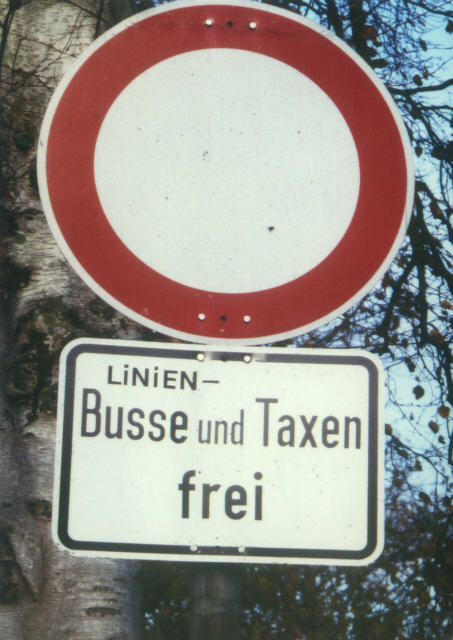 LiNiEN–
Busse und Taxen
frei